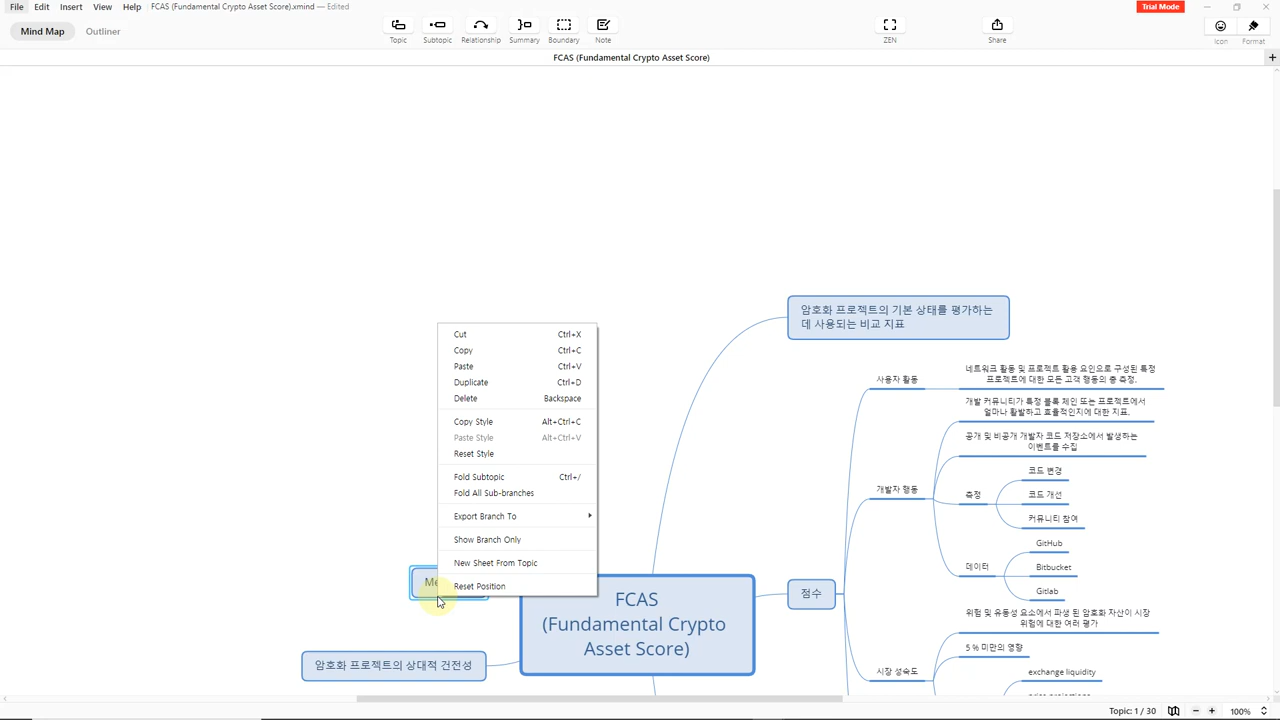 File Edit Insert View Help FCAS (Fundamental Crypto Asset Score).xmind — Edited
Trial Mode
Mind Map Outliner
Topic Subtopic Relationship Summary Boundary Note ZEN Share Icon Format
FCAS (Fundamental Crypto Asset Score)
Cut Ctrl+X
Copy Ctrl+C
Paste Ctrl+V
Duplicate Ctrl+D
Delete Backspace
Copy Style Alt+Ctrl+C
Paste Style Alt+Ctrl+V
Reset Style
Fold Subtopic Ctrl+/
Fold All Sub-branches
Export Branch To
Show Branch Only
New Sheet From Topic
Reset Position
암호화 프로젝트의 상대적 건전성
FCAS
(Fundamental Crypto
Asset Score)
암호화 프로젝트의 기본 상태를 평가하는
데 사용되는 비교 지표
점수
사용자 활동
네트워크 활동 및 프로젝트 활용 요인으로 구성된 특정
프로젝트에 대한 모든 고객 행동의 총 측정.
개발자 행동
개발 커뮤니티가 특정 블록 체인 또는 프로젝트에서
얼마나 활발하고 효율적인지에 대한 지표.
공개 및 비공개 개발자 코드 저장소에서 발생하는
이벤트를 수집
측정
코드 변경
코드 개선
커뮤니티 참여
데이터
GitHub
Bitbucket
Gitlab
시장 성숙도
위험 및 유동성 요소에서 파생 된 암호화 자산이 시장
위험에 대한 여러 평가
5 % 미만의 영향
exchange liquidity
Topic: 1 / 30 100%